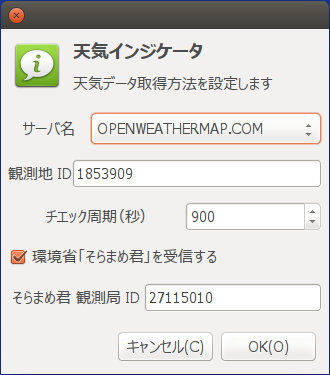 天気インジケータ
天気データ取得方法を設定します
サーバ名 OPENWEATHERMAP.COM
観測地 ID 1853909
チエック周期(秒) 900
環境省「そらまめ君」を受信する
そらまめ君 観測局 ID 27115010
キャンセル(C) OK(O)